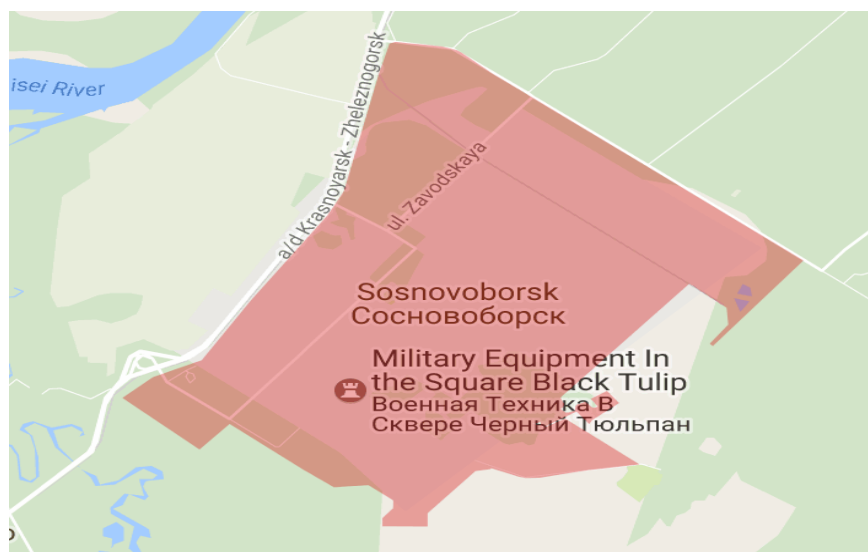 isei River
a/d Krasnoyarsk - Zheleznogorsk
ul. Zavodskaya
Sosnovoborsk
Сосновоборск
Military Equipment In
the Square Black Tulip
Военная Техника В
Сквере Черный Тюльпан